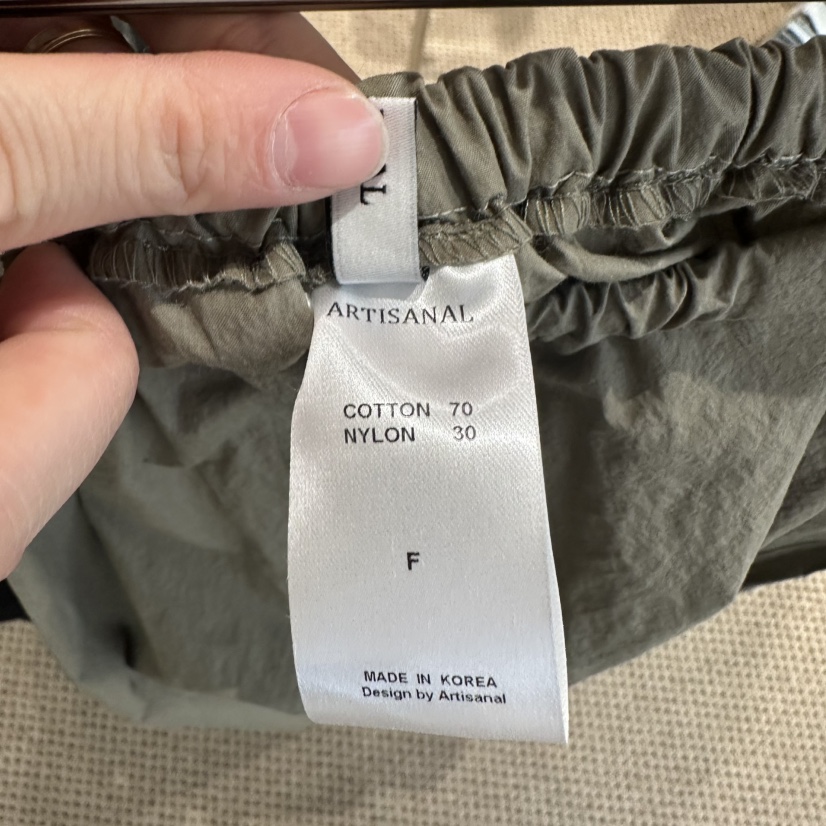 ARTISANAL
COTTON 70
NYLON 30
F
MADE IN KOREA
Design by Artisanal